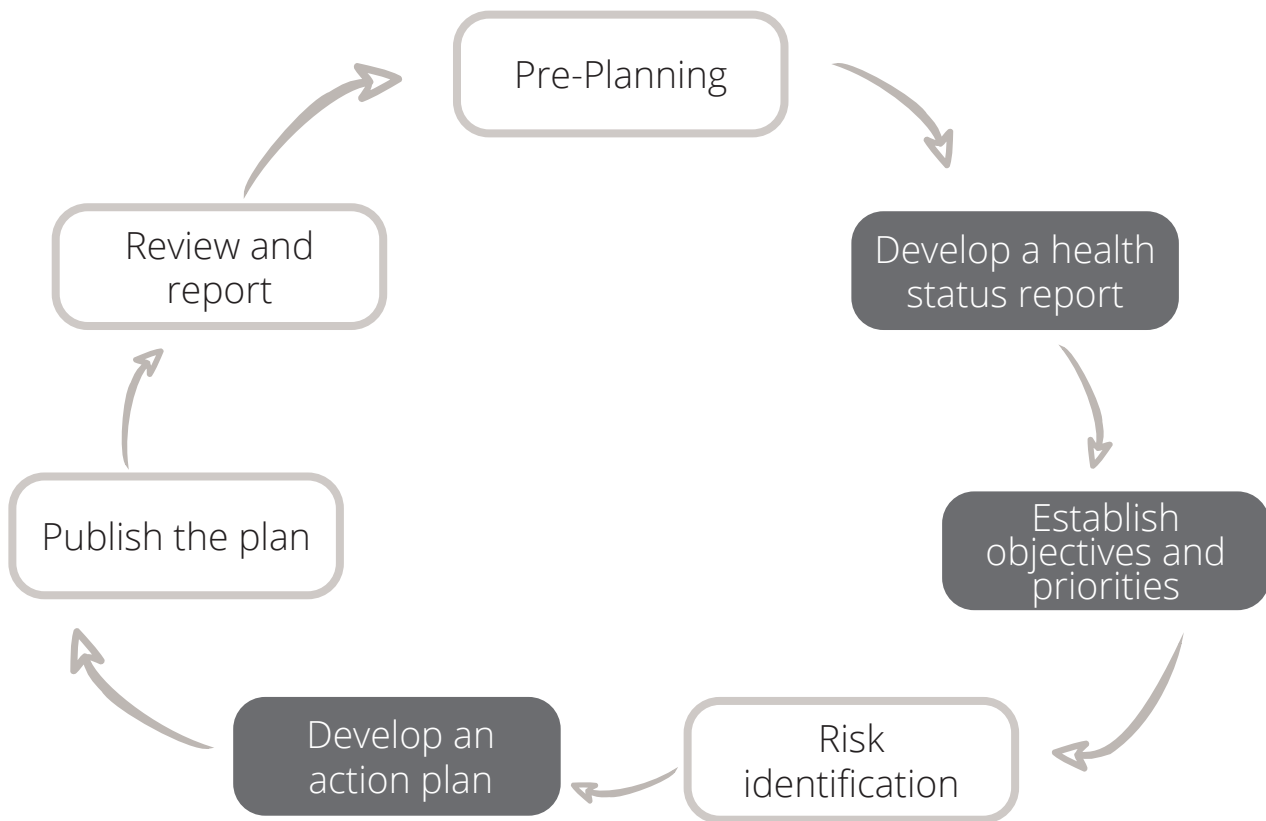 Pre-Planning
Develop a health
status report
Establish
objectives and
priorities
Risk
identification
Develop an
action plan
Publish the plan
Review and
report